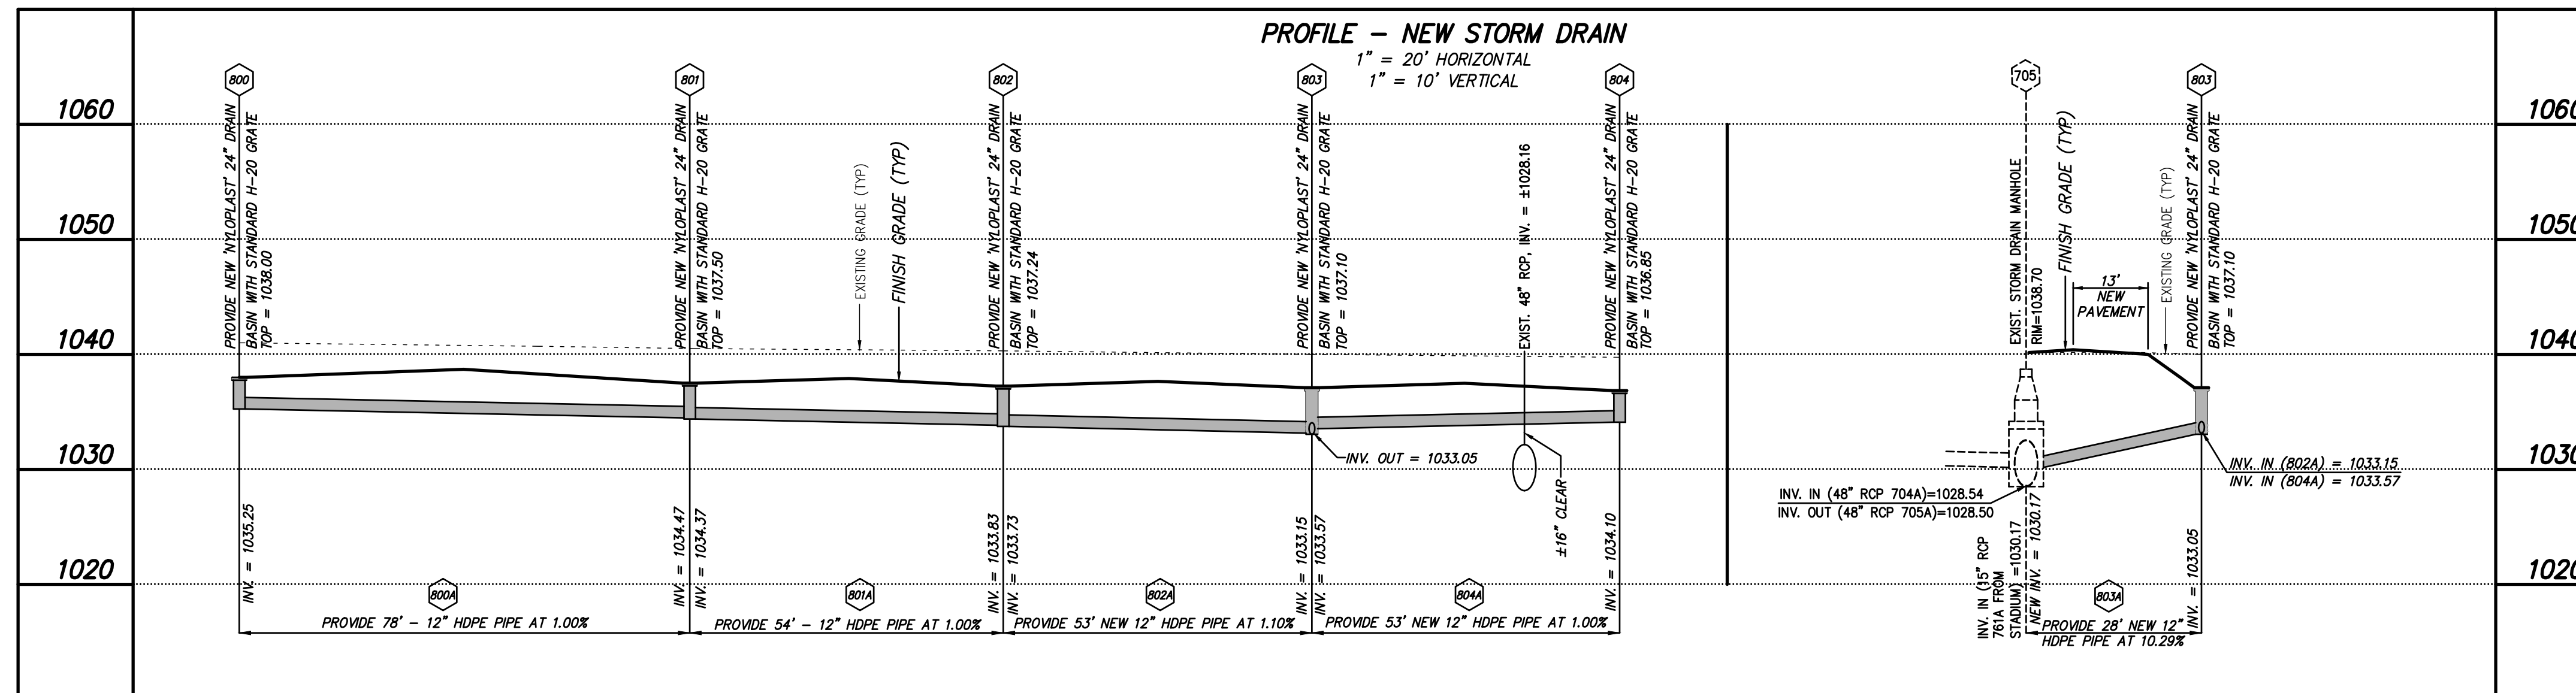 PROFILE - NEW STORM DRAIN
1" = 20' HORIZONTAL
1" = 10' VERTICAL
1060
1050
1040
1030
1020
800
PROVIDE NEW 'NYLOPLAST' 24" DRAIN
BASIN WITH STANDARD H-20 GRATE
TOP = 1038.00
801
PROVIDE NEW 'NYLOPLAST' 24" DRAIN
BASIN WITH STANDARD H-20 GRATE
TOP = 1037.50
EXISTING GRADE (TYP)
FINISH GRADE (TYP)
802
PROVIDE NEW 'NYLOPLAST' 24" DRAIN
BASIN WITH STANDARD H-20 GRATE
TOP = 1037.24
803
PROVIDE NEW 'NYLOPLAST' 24" DRAIN
BASIN WITH STANDARD H-20 GRATE
TOP = 1037.10
EXIST. 48" RCP, INV. = ±1028.16
804
PROVIDE NEW 'NYLOPLAST' 24" DRAIN
BASIN WITH STANDARD H-20 GRATE
TOP = 1036.85
INV. OUT = 1033.05
±16" CLEAR
INV. = 1035.25
INV. = 1034.47
INV. = 1034.37
INV. = 1033.83
INV. = 1033.73
INV. = 1033.15
INV. = 1033.57
INV. = 1034.10
800A
PROVIDE 78' - 12" HDPE PIPE AT 1.00%
801A
PROVIDE 54' - 12" HDPE PIPE AT 1.00%
802A
PROVIDE 53' NEW 12" HDPE PIPE AT 1.10%
804A
PROVIDE 53' NEW 12" HDPE PIPE AT 1.00%
705
EXIST. STORM DRAIN MANHOLE
RIM=1038.70
FINISH GRADE (TYP)
13'
NEW
PAVEMENT
EXISTING GRADE (TYP)
803
PROVIDE NEW 'NYLOPLAST' 24" DRAIN
BASIN WITH STANDARD H-20 GRATE
TOP = 1037.10
INV. IN (802A) = 1033.15
INV. IN (804A) = 1033.57
INV. IN (48" RCP 704A)=1028.54
INV. OUT (48" RCP 705A)=1028.50
INV. IN (15" RCP
761A FROM
STADIUM) =1030.17
NEW INV. = 1030.17
INV. = 1033.05
803A
PROVIDE 28' NEW 12"
HDPE PIPE AT 10.29%
1060
1050
1040
1030
1020